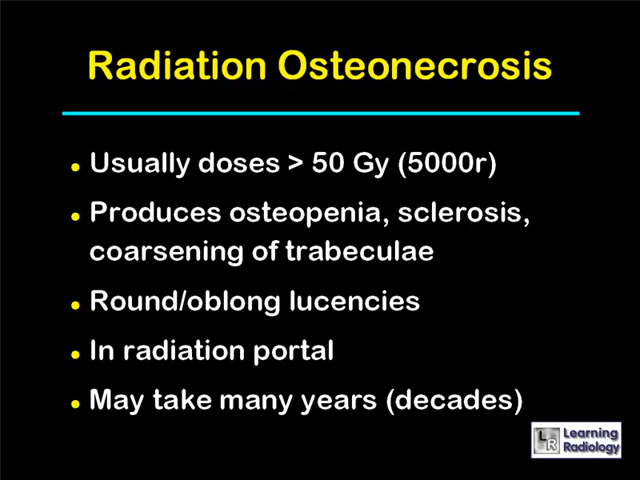 Radiation Osteonecrosis
Usually doses > 50 Gy (5000r)
Produces osteopenia, sclerosis,
coarsening of trabeculae
Round/oblong lucencies
In radiation portal
May take many years (decades)
LR Learning
Radiology